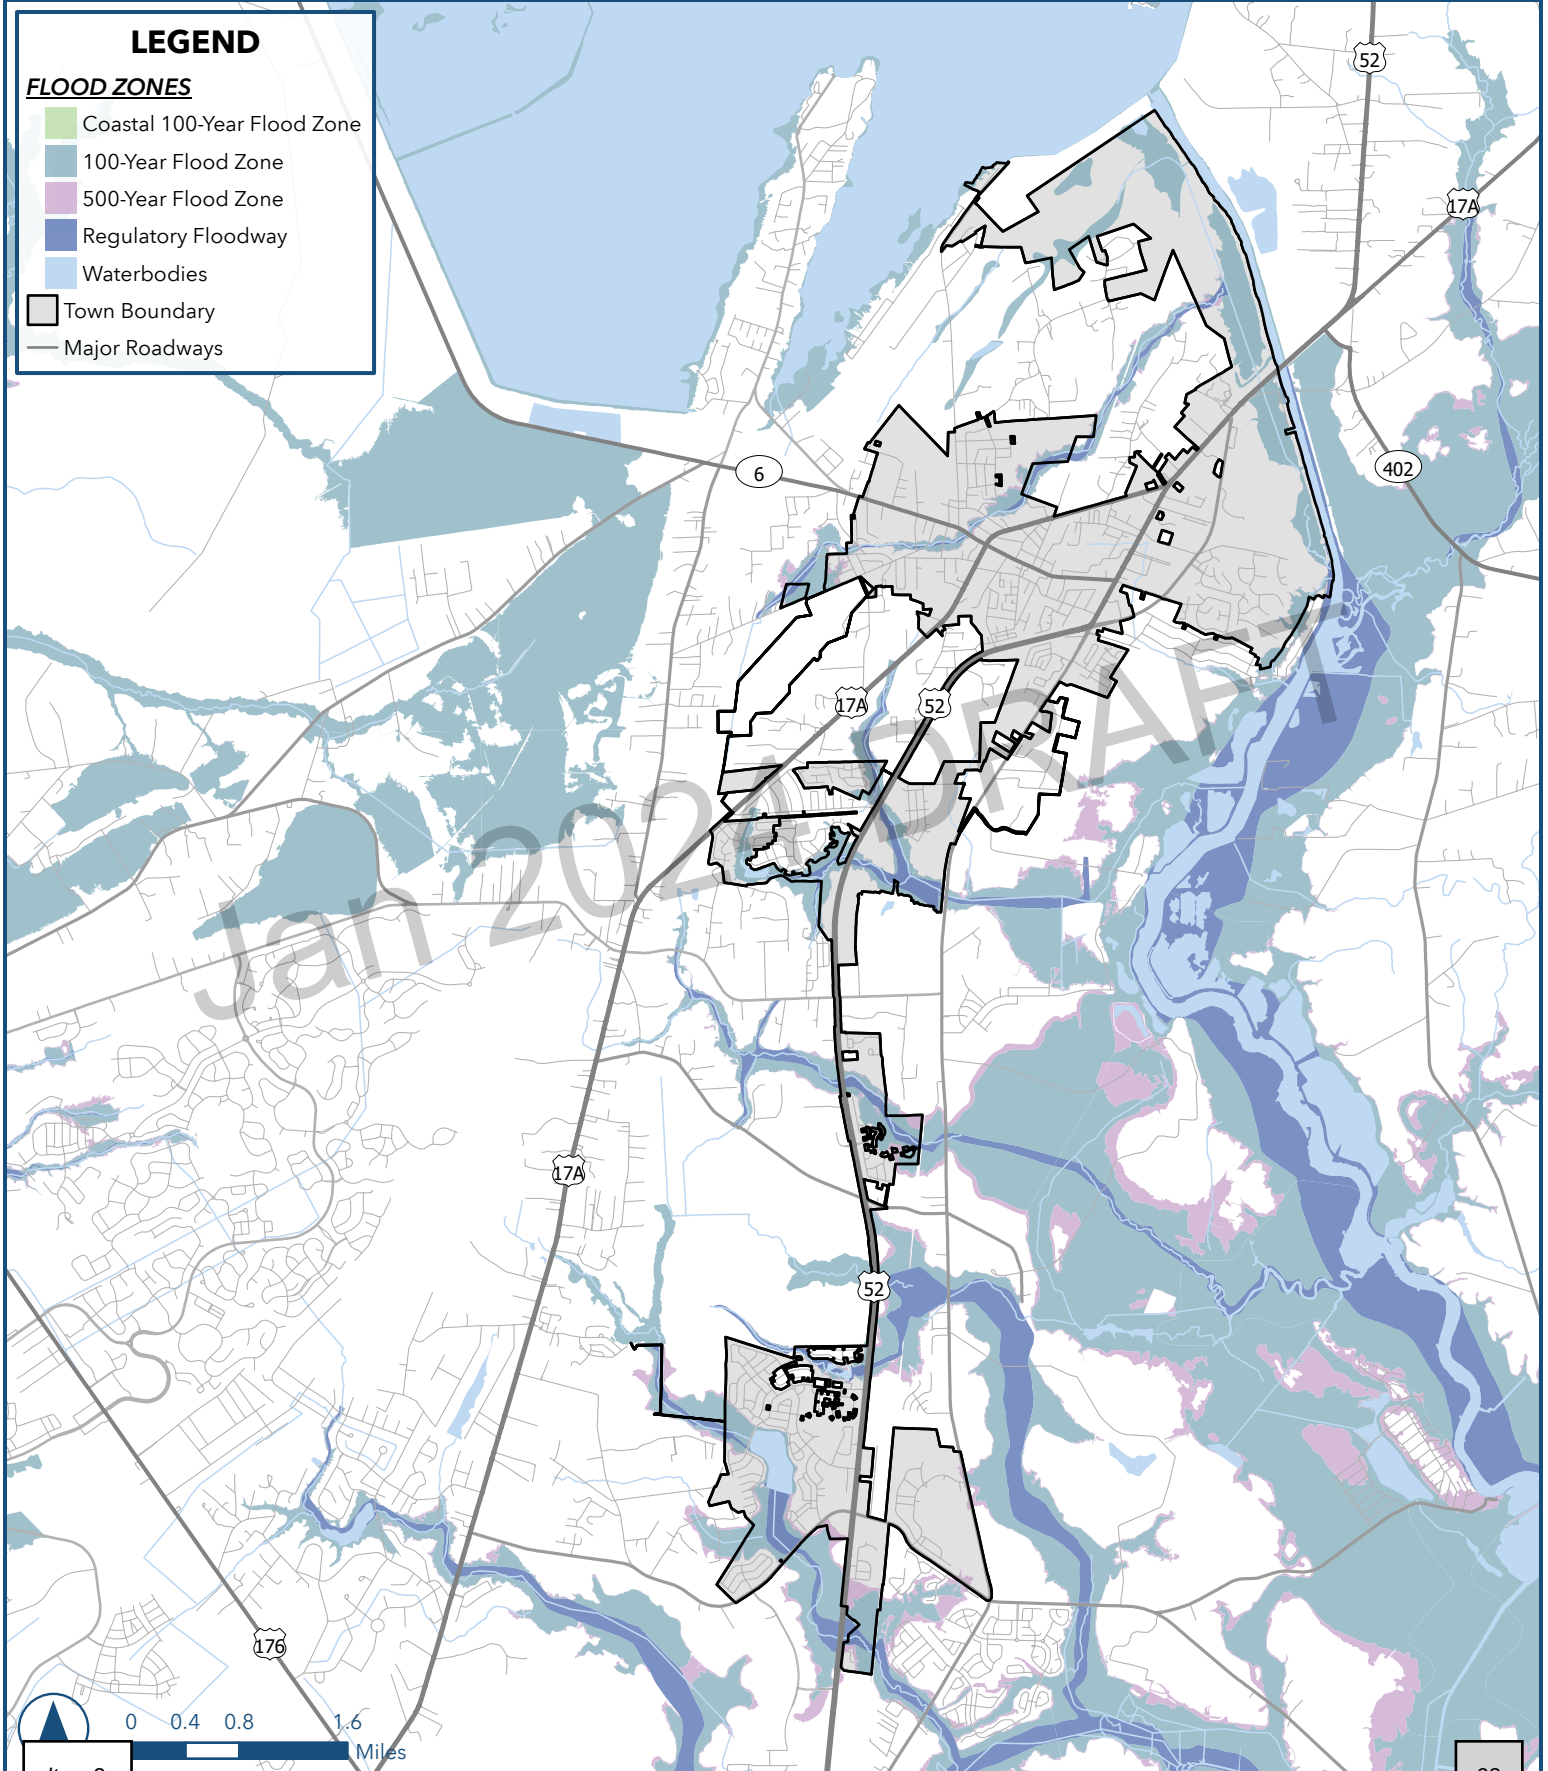 LEGEND
FLOOD ZONES
Coastal 100-Year Flood Zone
100-Year Flood Zone
500-Year Flood Zone
Regulatory Floodway
Waterbodies
Town Boundary
Major Roadways
52
17A
6
402
17A
52
Jan 2024 DRAFT
17A
52
176
0 0.4 0.8 1.6
Miles